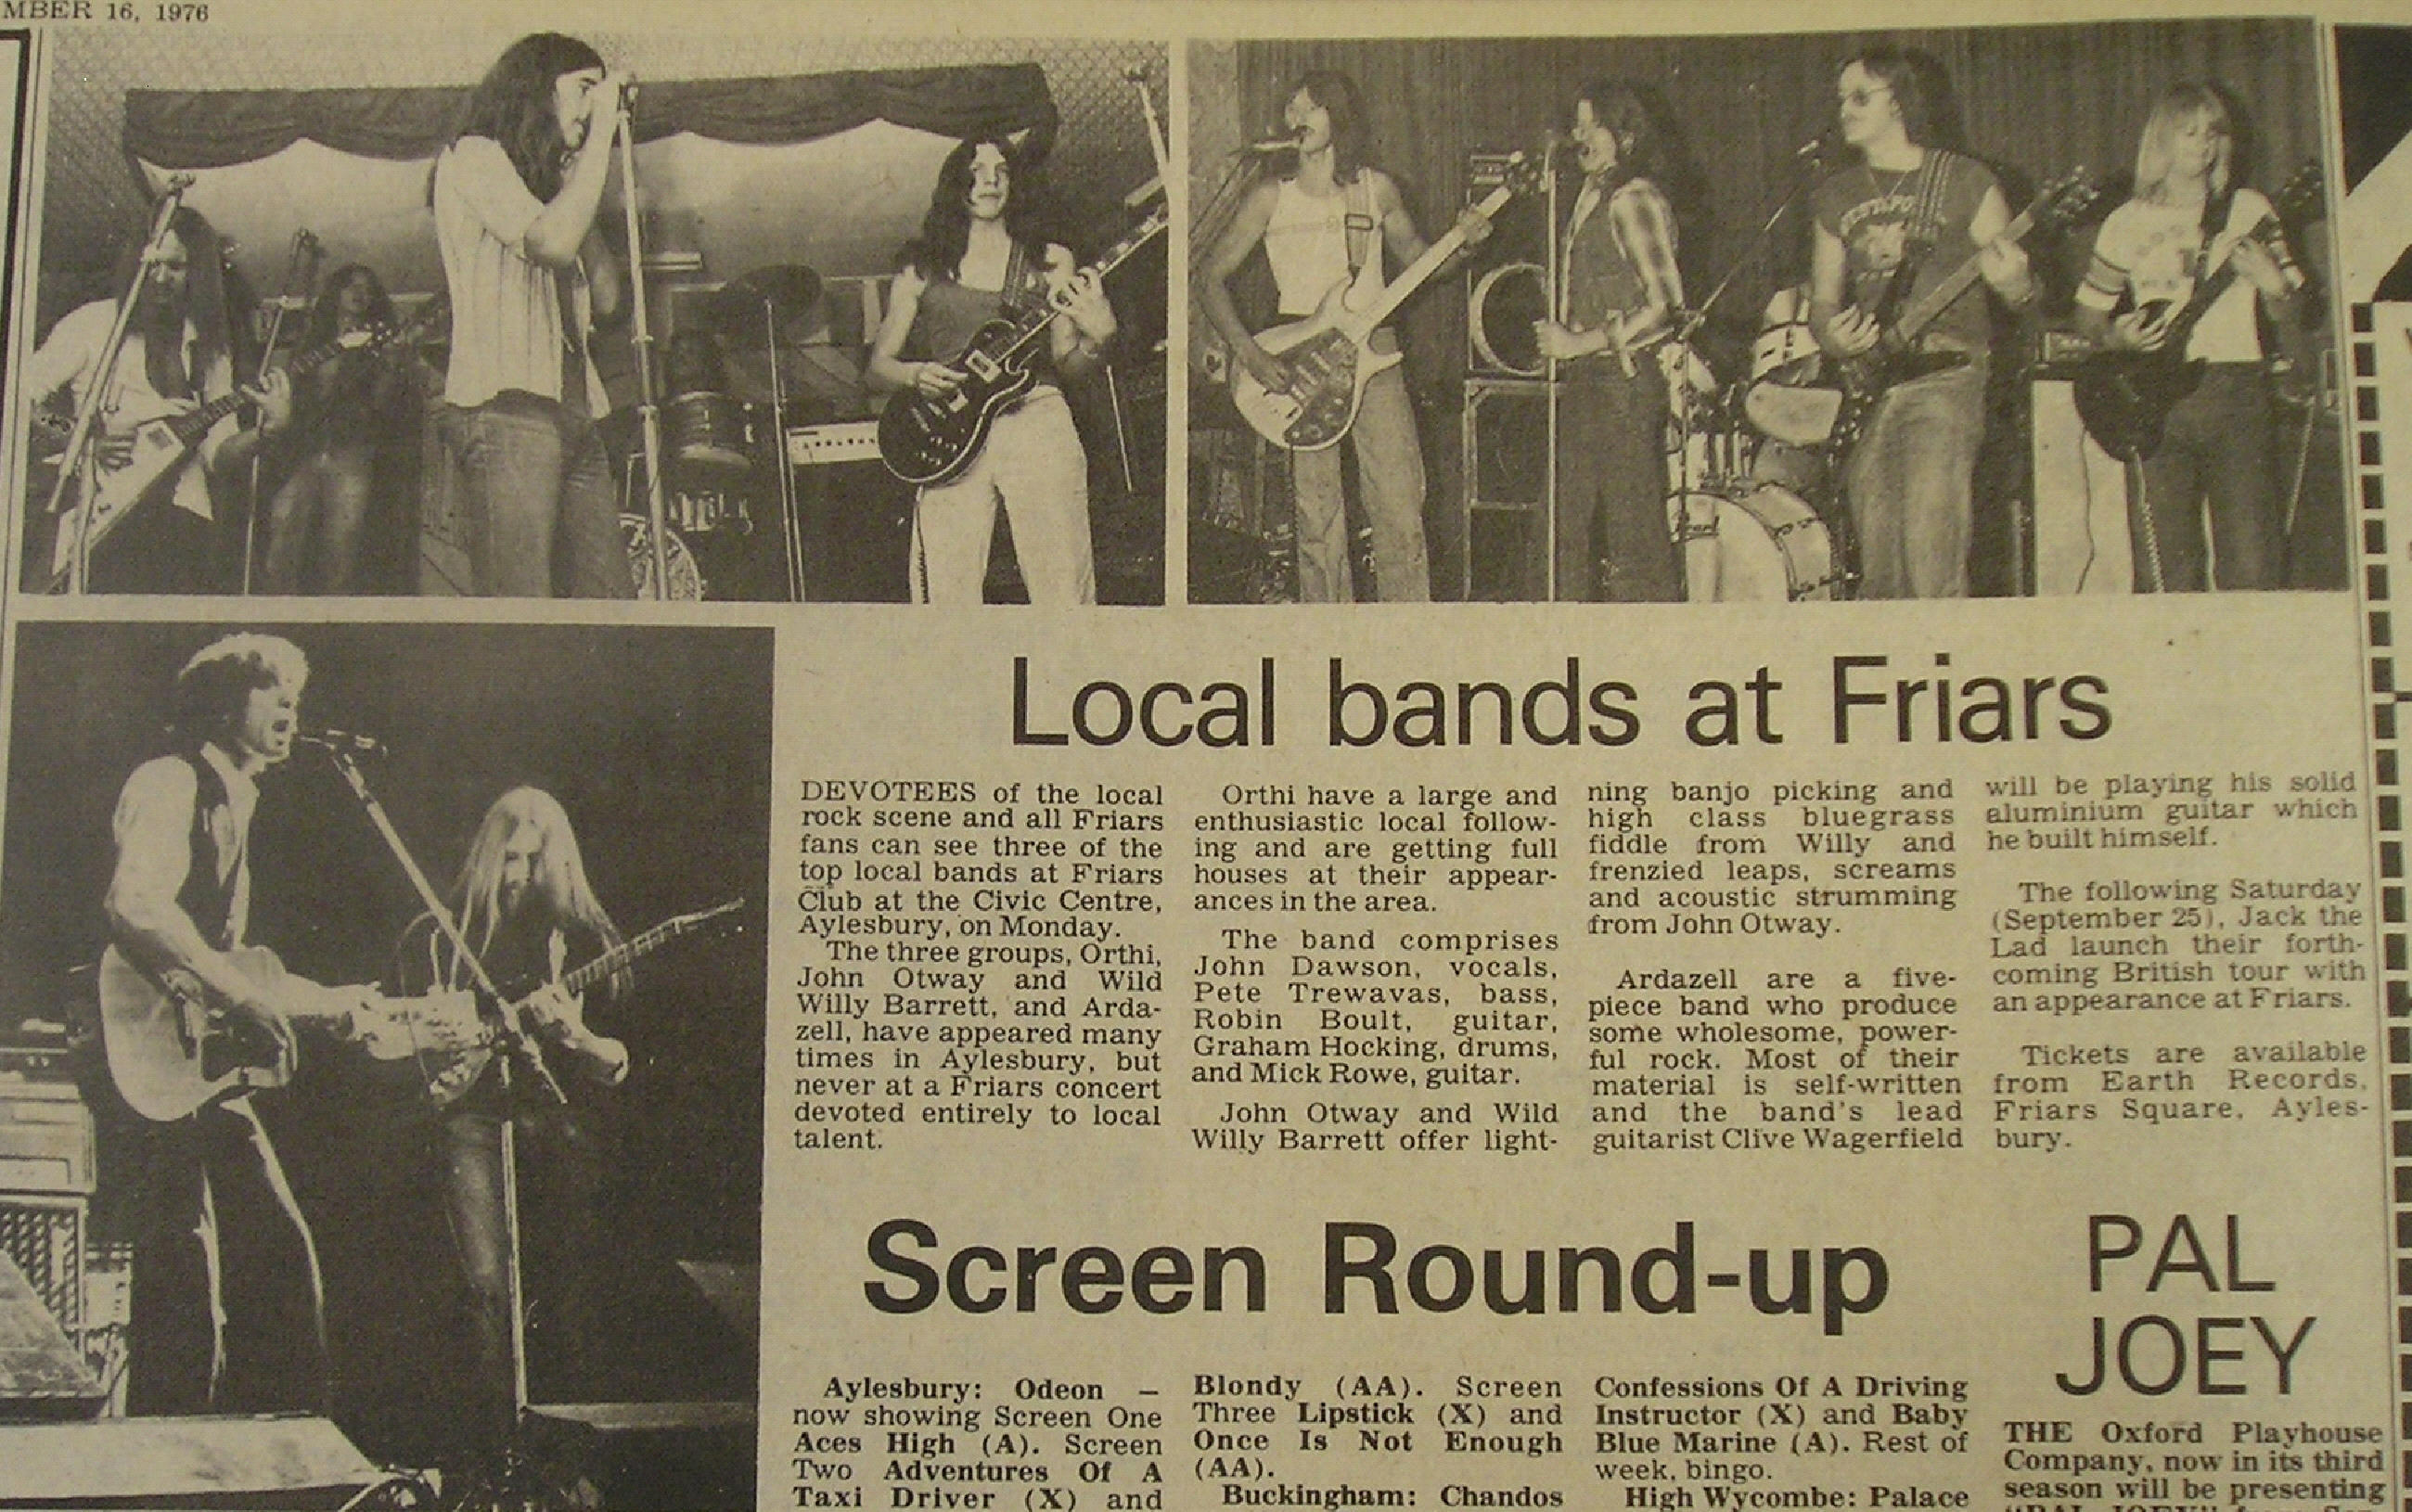 MBER 16, 1976
Local bands at Friars
DEVOTEES of the local
rock scene and all Friars
fans can see three of the
top local bands at Friars
Club at the Civic Centre,
Aylesbury, on Monday.
The three groups, Orthi,
John Otway and Wild
Willy Barrett, and Arda-
zell, have appeared many
times in Aylesbury, but
never at a Friars concert
devoted entirely to local
talent.
Orthi have a large and
enthusiastic local follow-
ing and are getting full
houses at their appear-
ances in the area.
The band comprises
John Dawson, vocals,
Pete Trewavas, bass,
Robin Boult, guitar,
Graham Hocking, drums,
and Mick Rowe, guitar.
John Otway and Wild
Willy Barrett offer light-
ning banjo picking and
high class bluegrass
fiddle from Willy and
frenzied leaps, screams
and acoustic strumming
from John Otway.
Ardazell are a five-
piece band who produce
some wholesome, power-
ful rock. Most of their
material is self-written
and the band's lead
guitarist Clive Wagerfield
will be playing his solid
aluminium guitar which
he built himself.
The following Saturday
(September 25), Jack the
Lad launch their forth-
coming British tour with
an appearance at Friars.
Tickets are available
from Earth Records,
Friars Square, Ayles-
bury.
Screen Round-up
Aylesbury: Odeon —
now showing Screen One
Aces High (A). Screen
Two Adventures Of A
Taxi Driver (X) and
Blondy (AA). Screen
Three Lipstick (X) and
Once Is Not Enough
(AA).
Buckingham: Chandos
Confessions Of A Driving
Instructor (X) and Baby
Blue Marine (A). Rest of
week, bingo.
High Wycombe: Palace
PAL
JOEY
THE Oxford Playhouse
Company, now in its third
season will be presenting